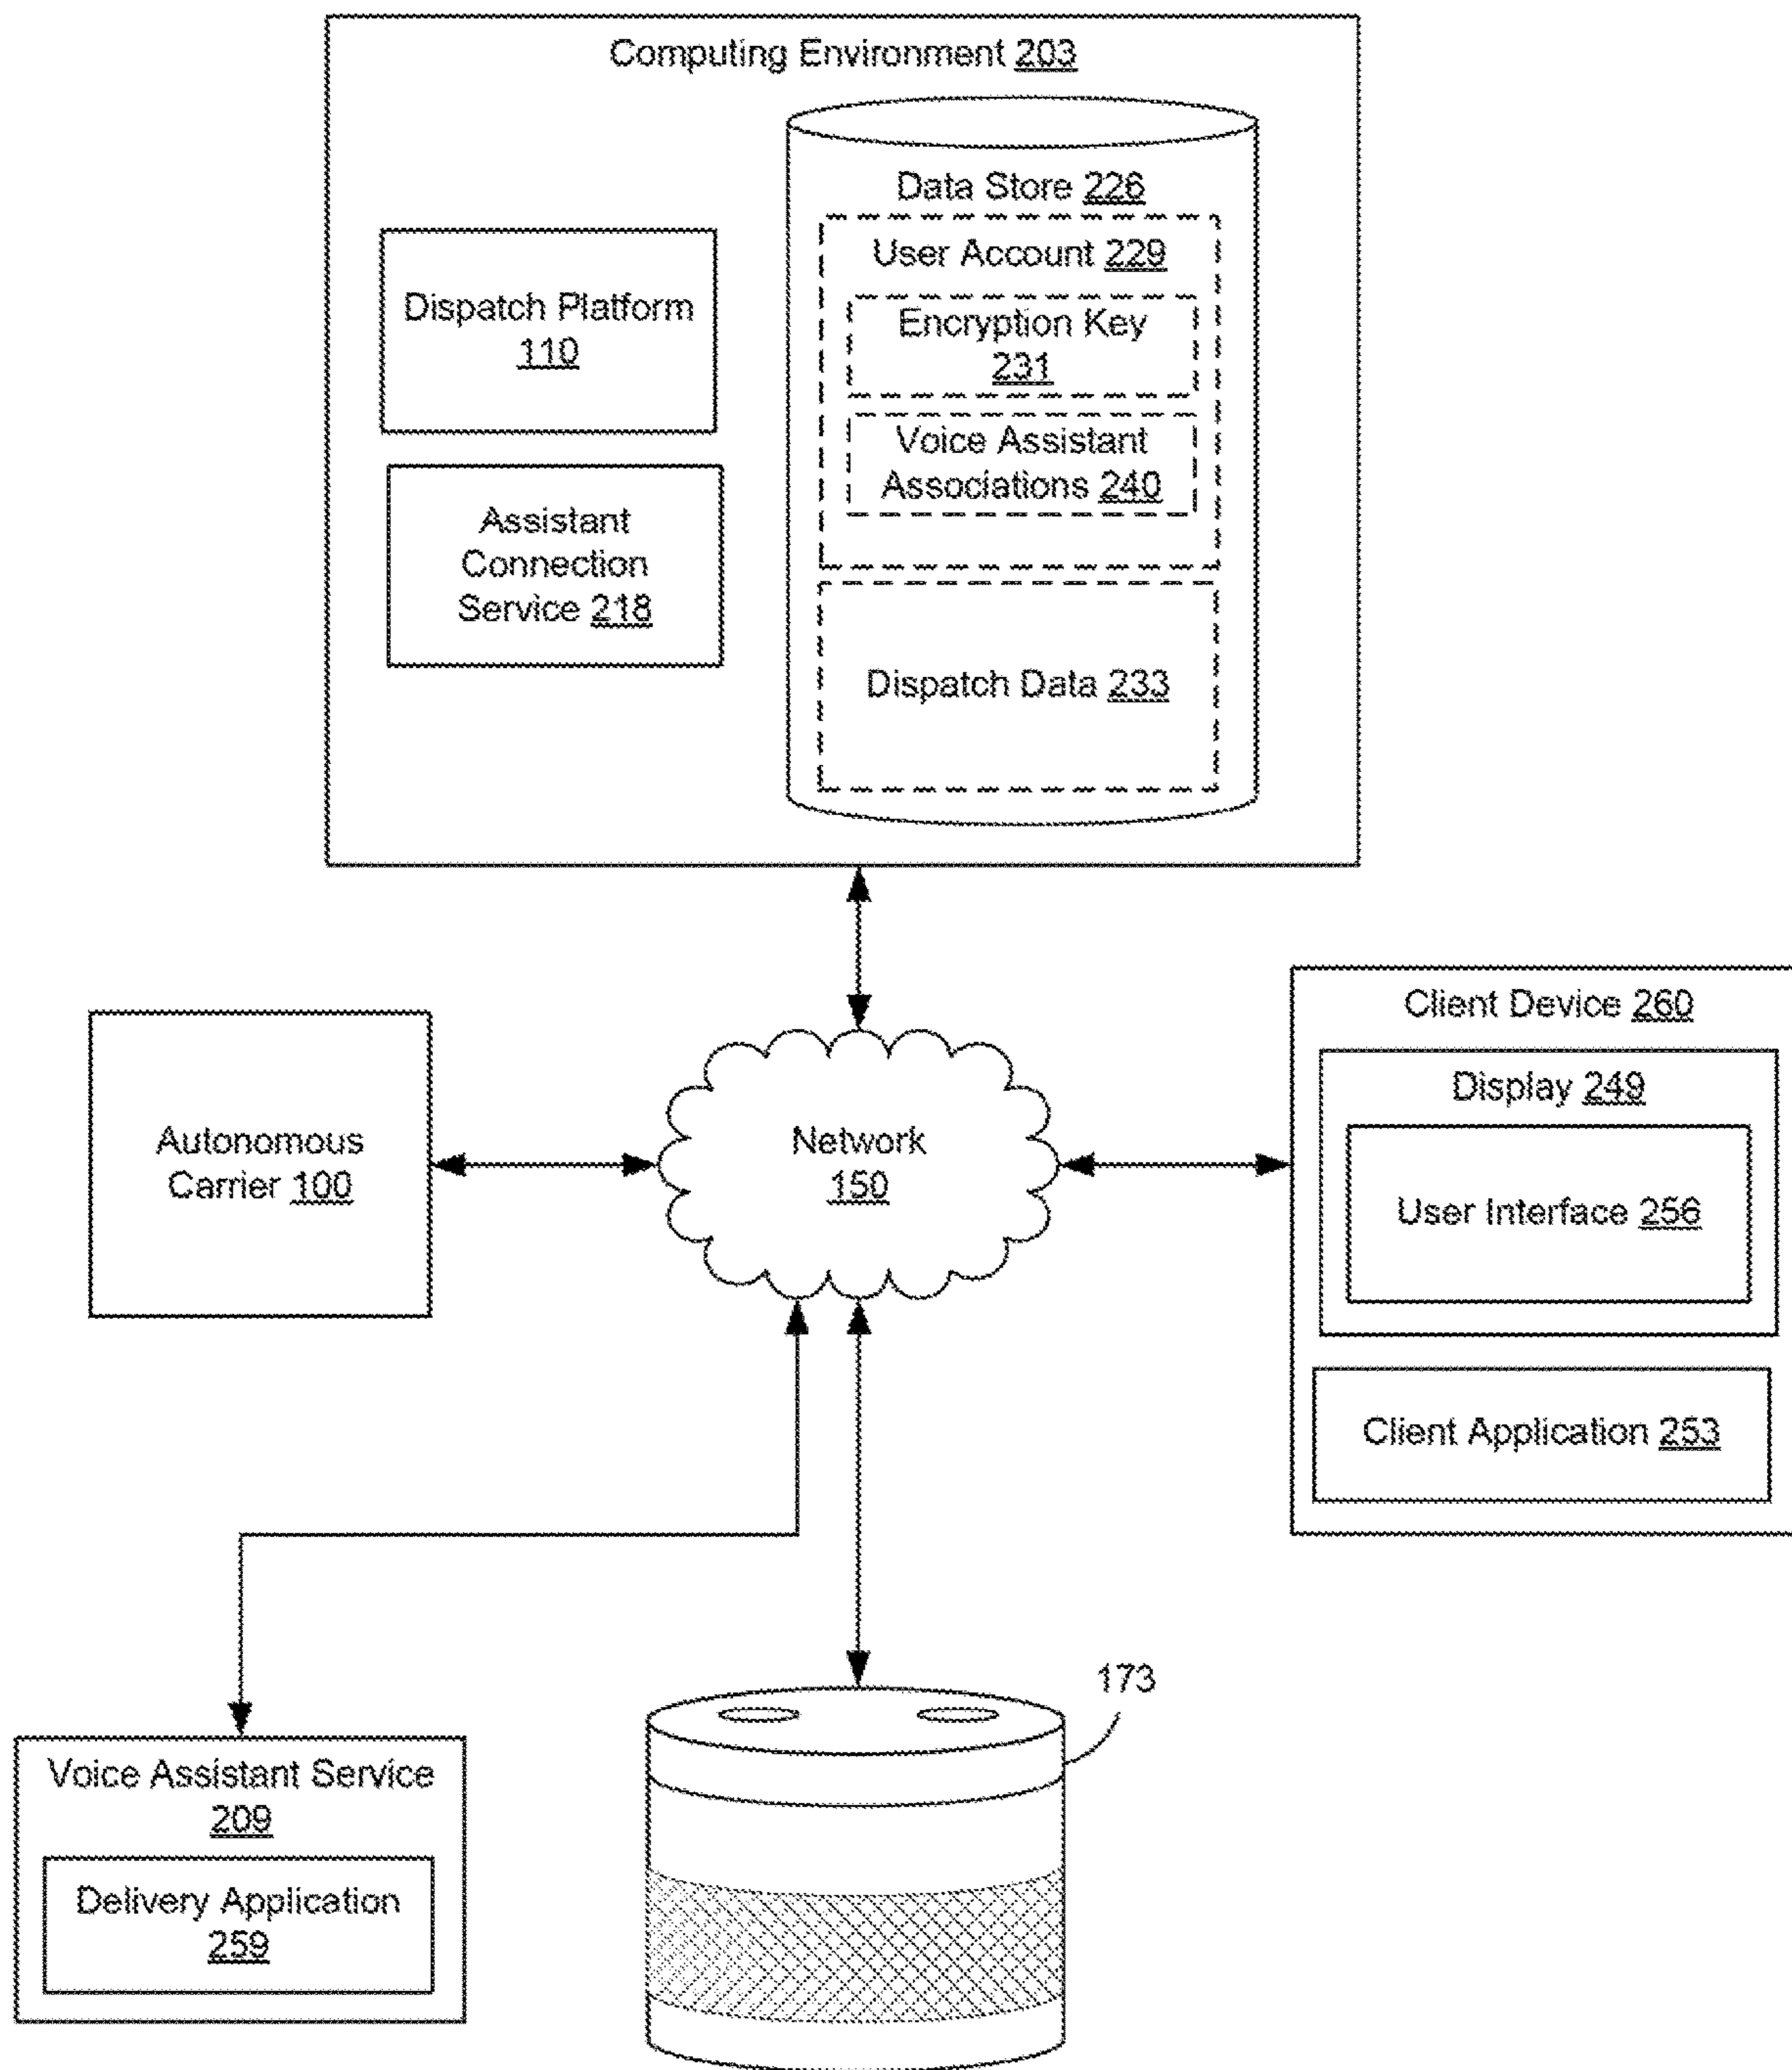 Computing Environment 203
Data Store 226
User Account 229
Encryption Key
231
Voice Assistant
Associations 240
Dispatch Data 233
Dispatch Platform
110
Assistant
Connection
Service 218
Autonomous
Carrier 100
Network
150
Client Device 260
Display 249
User Interface 256
Client Application 253
Voice Assistant Service
209
Delivery Application
259
173